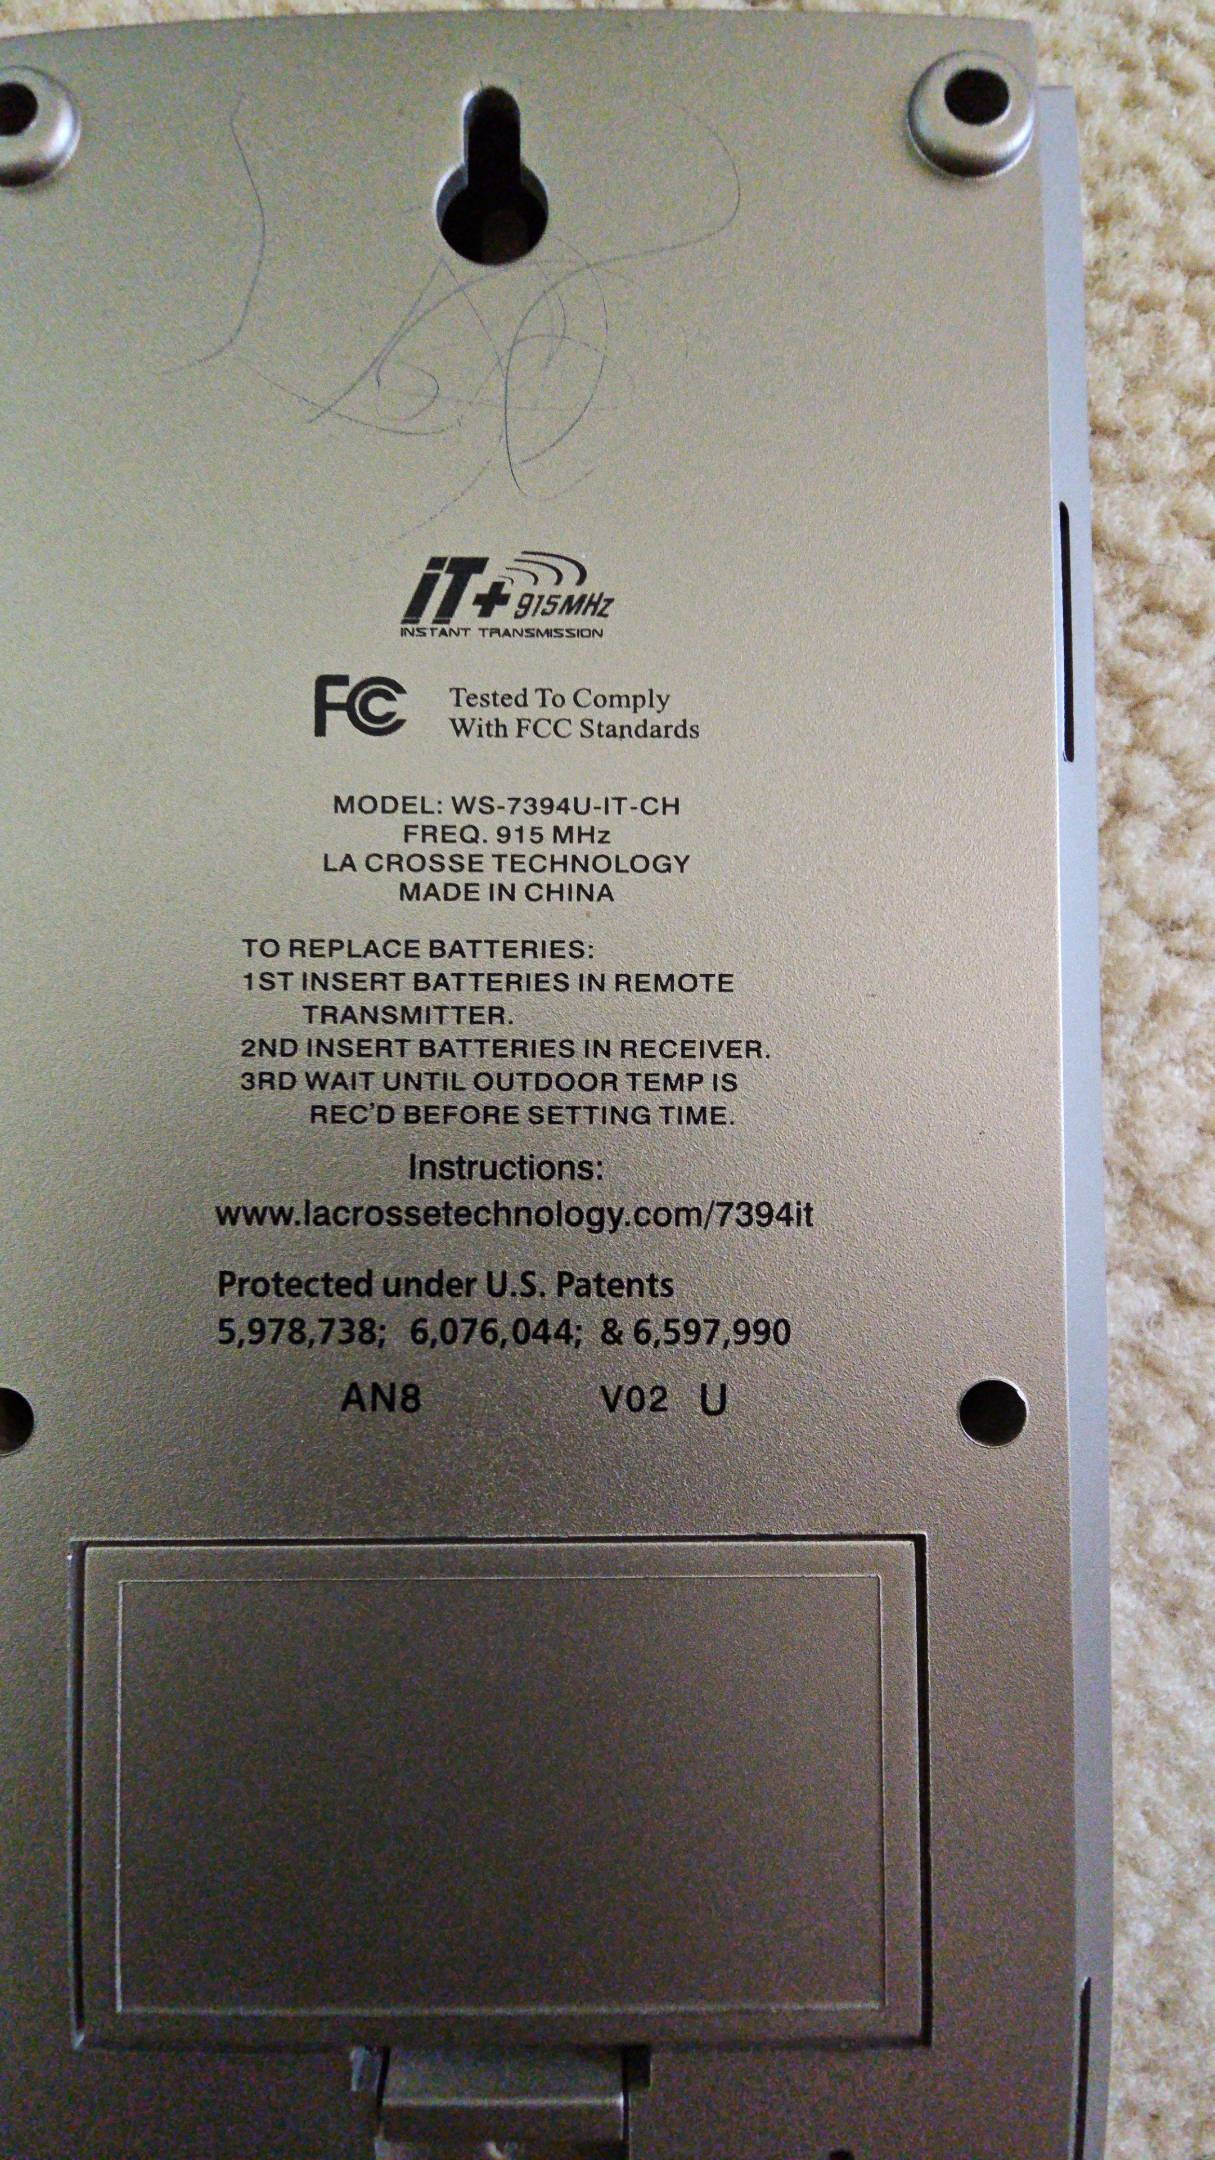 iT+ 915MHz
INSTANT TRANSMISSION
FC Tested To Comply
With FCC Standards
MODEL: WS-7394U-IT-CH
FREQ. 915 MHz
LA CROSSE TECHNOLOGY
MADE IN CHINA
TO REPLACE BATTERIES:
1ST INSERT BATTERIES IN REMOTE
TRANSMITTER.
2ND INSERT BATTERIES IN RECEIVER.
3RD WAIT UNTIL OUTDOOR TEMP IS
REC'D BEFORE SETTING TIME.
Instructions:
www.lacrossetechnology.com/7394it
Protected under U.S. Patents
5,978,738; 6,076,044; & 6,597,990
AN8 V02 U